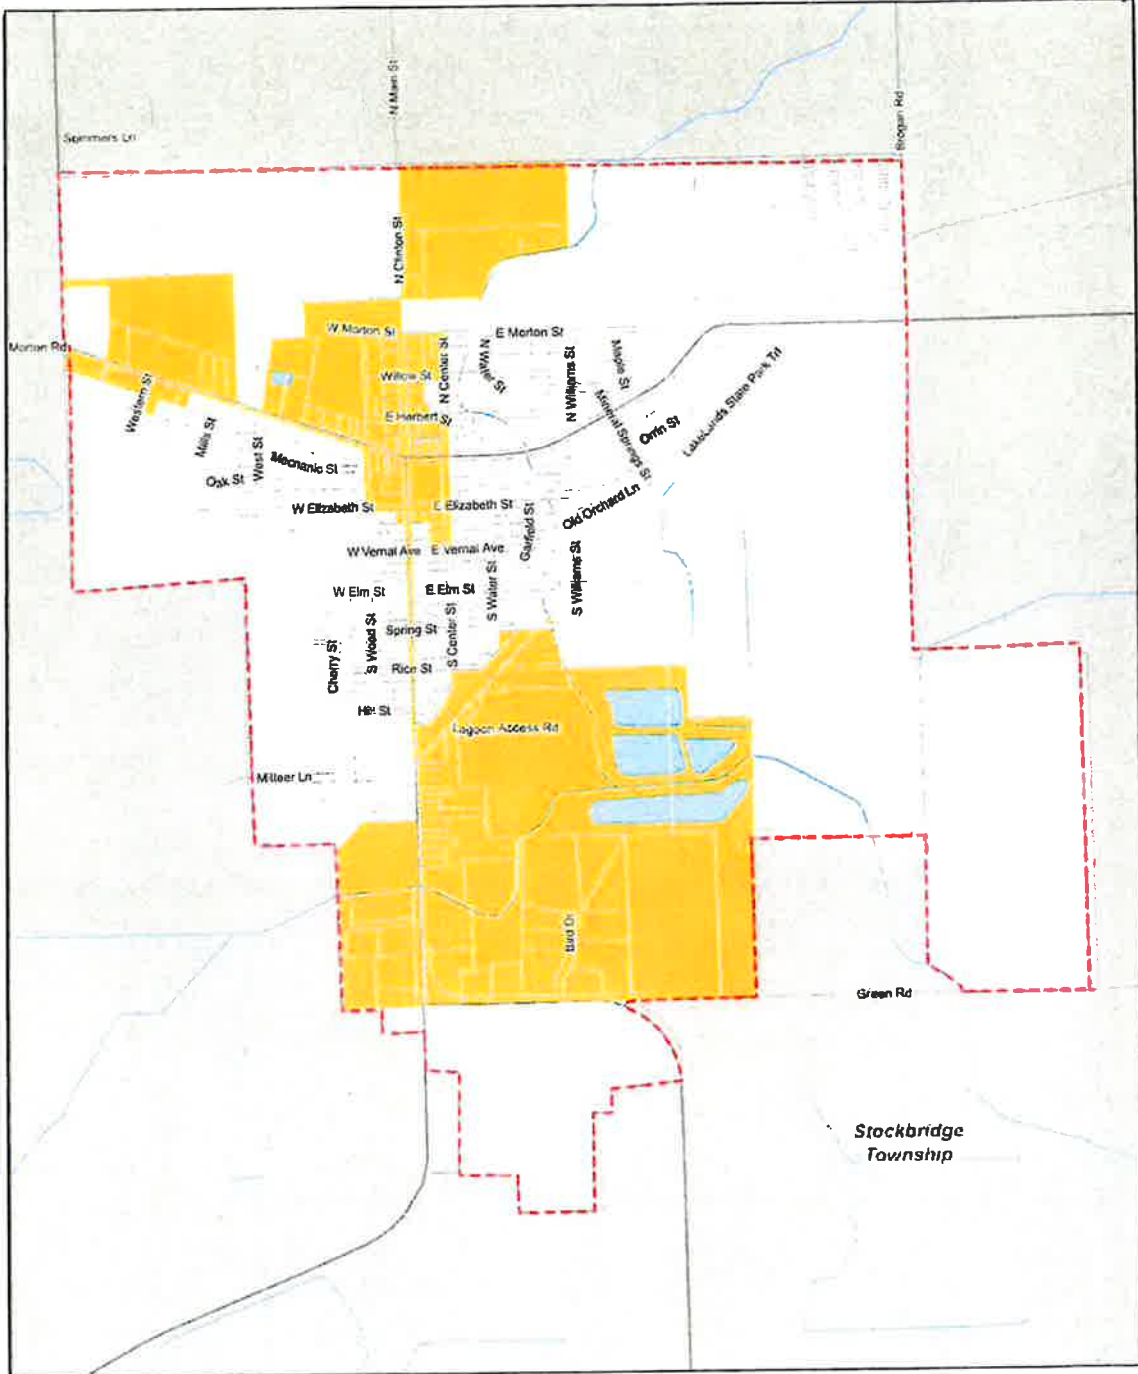 N Main St
Brogan Rd
Sommers Ln
N Clinton St
W Morton St
E Morton St
Morton Rd
N Center St
N Water St
N Williams St
Maple St
Willow St
Western St
Mills St
E Herbert St
Mineral Springs St
Orrin St
Lakelands State Park Trl
West St
Mechanic St
Oak St
W Elizabeth St
E Elizabeth St
Old Orchard Ln
Garfield St
W Vernal Ave
E Vernal Ave
W Elm St
E Elm St
S Water St
S Williams St
Spring St
S Wood St
S Center St
Cherry St
Rice St
Hill St
Lagoon Access Rd
Milleer Ln
Bird Dr
Green Rd
Stockbridge
Township